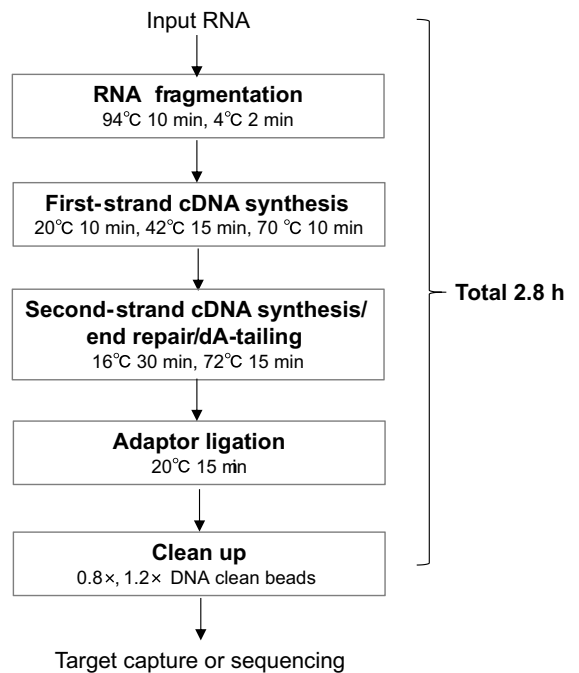 Input RNA
RNA fragmentation
94℃ 10 min, 4℃ 2 min
First-strand cDNA synthesis
20℃ 10 min, 42℃ 15 min, 70 ℃ 10 min
Second-strand cDNA synthesis/
end repair/dA-tailing
16℃ 30 min, 72℃ 15 min
Adaptor ligation
20℃ 15 min
Clean up
0.8×, 1.2× DNA clean beads
Target capture or sequencing
Total 2.8 h